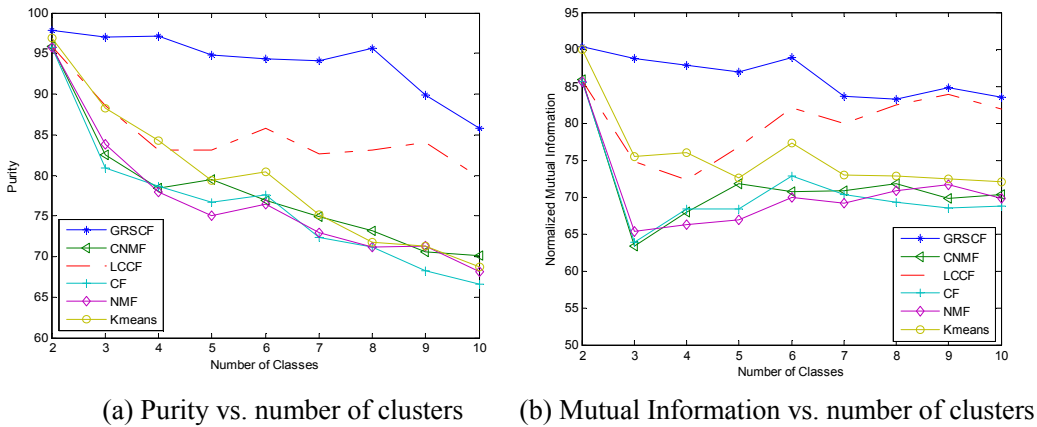 100
95
90
85
80
75
70
65
60
Purity
2 3 4 5 6 7 8 9 10
Number of Classes
GRSCF
CNMF
LCCF
CF
NMF
Kmeans
(a) Purity vs. number of clusters
95
90
85
80
75
70
65
60
55
50
Normalized Mutual Information
2 3 4 5 6 7 8 9 10
Number of Classes
GRSCF
CNMF
LCCF
CF
NMF
Kmeans
(b) Mutual Information vs. number of clusters